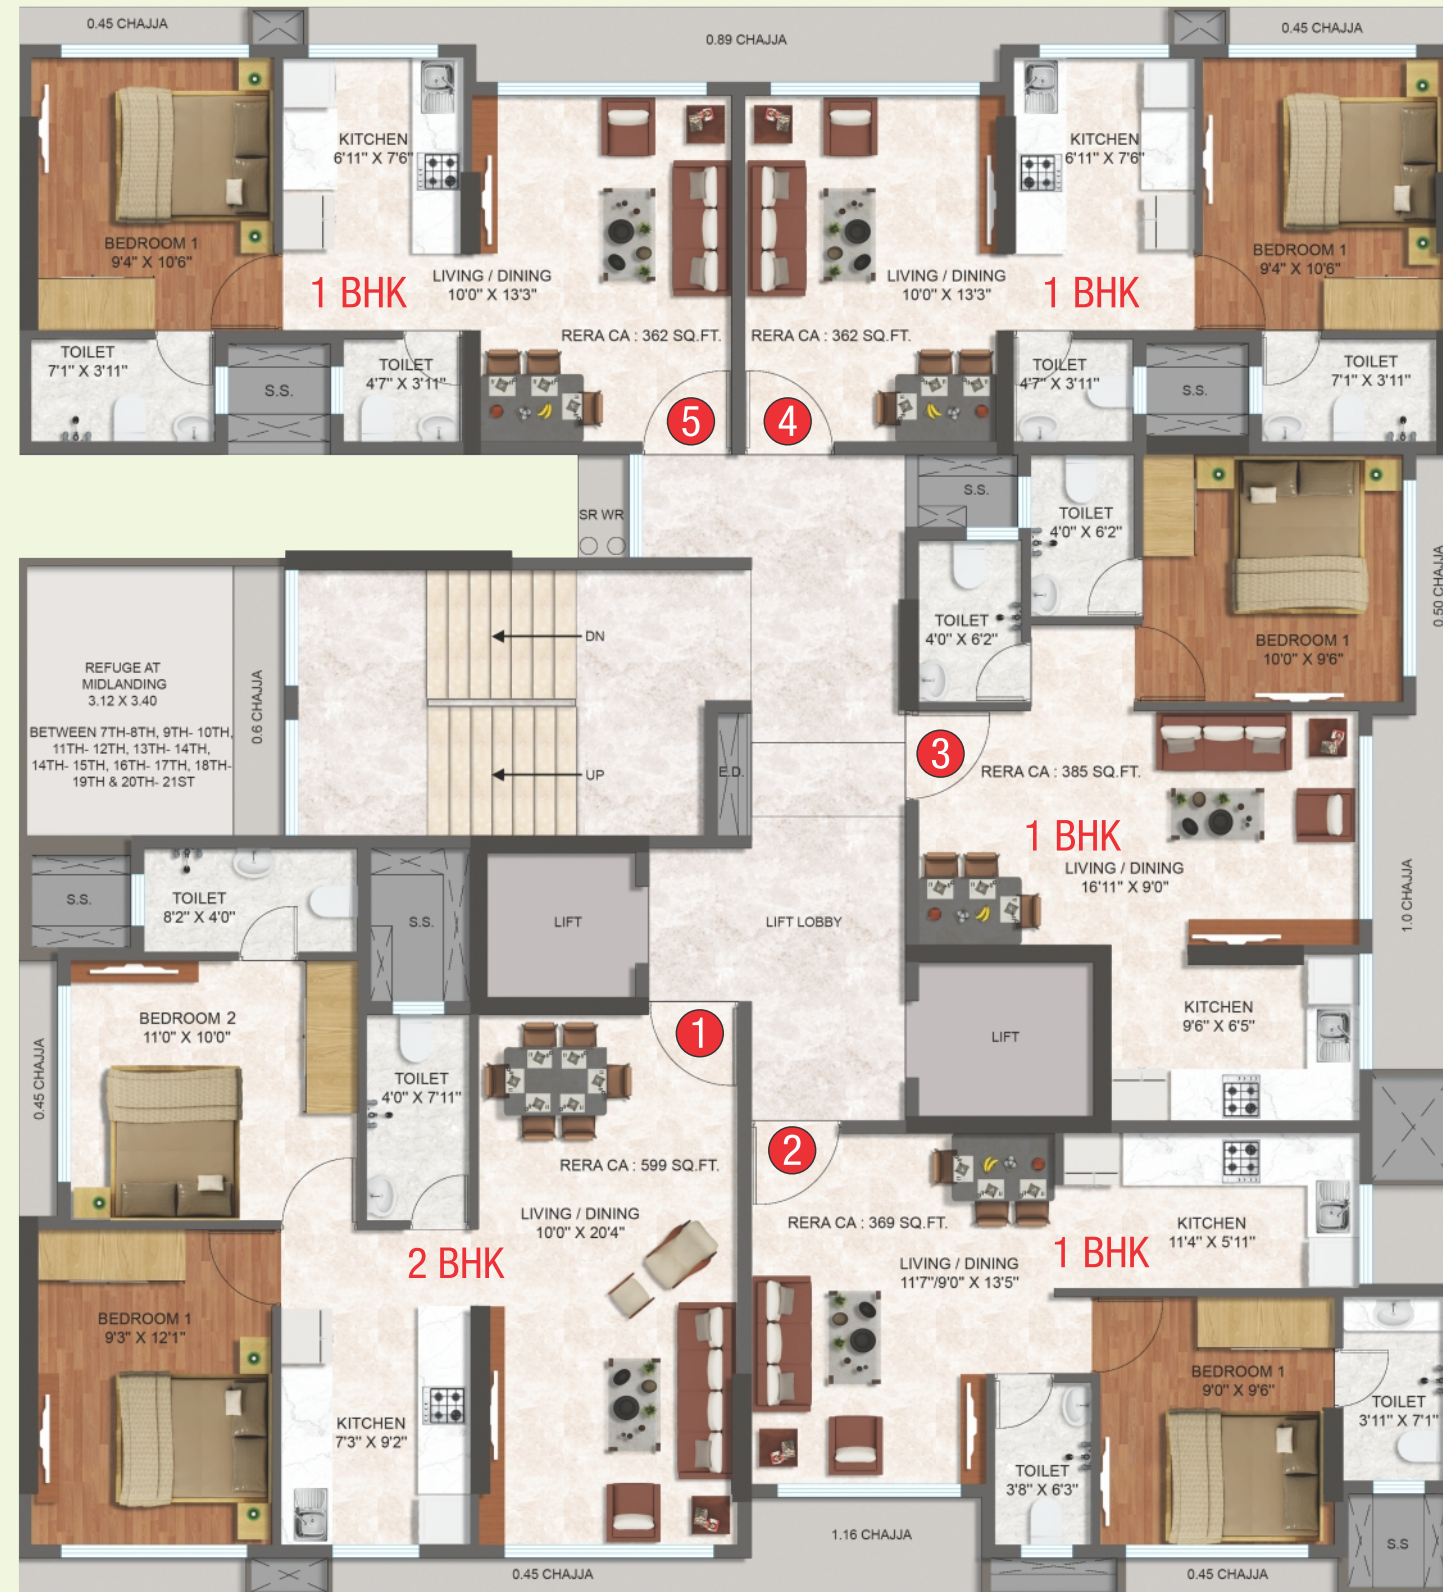 0.45 CHAJJA
0.89 CHAJJA
0.45 CHAJJA
KITCHEN
6'11" X 7'6"
BEDROOM 1
9'4" X 10'6"
1 BHK
LIVING / DINING
10'0" X 13'3"
RERA CA : 362 SQ.FT.
TOILET
7'1" X 3'11"
S.S.
TOILET
4'7" X 3'11"
5
KITCHEN
6'11" X 7'6"
BEDROOM 1
9'4" X 10'6"
LIVING / DINING
10'0" X 13'3"
1 BHK
RERA CA : 362 SQ.FT.
TOILET
4'7" X 3'11"
S.S.
TOILET
7'1" X 3'11"
4
SR WR
S.S.
TOILET
4'0" X 6'2"
TOILET
4'0" X 6'2"
BEDROOM 1
10'0" X 9'6"
0.50 CHAJJA
REFUGE AT
MIDLANDING
3.12 X 3.40
BETWEEN 7TH-8TH, 9TH- 10TH,
11TH- 12TH, 13TH- 14TH,
14TH- 15TH, 16TH- 17TH, 18TH-
19TH & 20TH- 21ST
0.6 CHAJJA
DN
UP
E.D.
3
RERA CA : 385 SQ.FT.
1 BHK
LIVING / DINING
16'11" X 9'0"
1.0 CHAJJA
S.S.
TOILET
8'2" X 4'0"
S.S.
LIFT
LIFT LOBBY
KITCHEN
9'6" X 6'5"
LIFT
BEDROOM 2
11'0" X 10'0"
0.45 CHAJJA
TOILET
4'0" X 7'11"
1
RERA CA : 599 SQ.FT.
LIVING / DINING
10'0" X 20'4"
2 BHK
BEDROOM 1
9'3" X 12'1"
KITCHEN
7'3" X 9'2"
2
RERA CA : 369 SQ.FT.
KITCHEN
11'4" X 5'11"
1 BHK
LIVING / DINING
11'7"/9'0" X 13'5"
BEDROOM 1
9'0" X 9'6"
TOILET
3'11" X 7'1"
TOILET
3'8" X 6'3"
1.16 CHAJJA
S.S
0.45 CHAJJA
0.45 CHAJJA